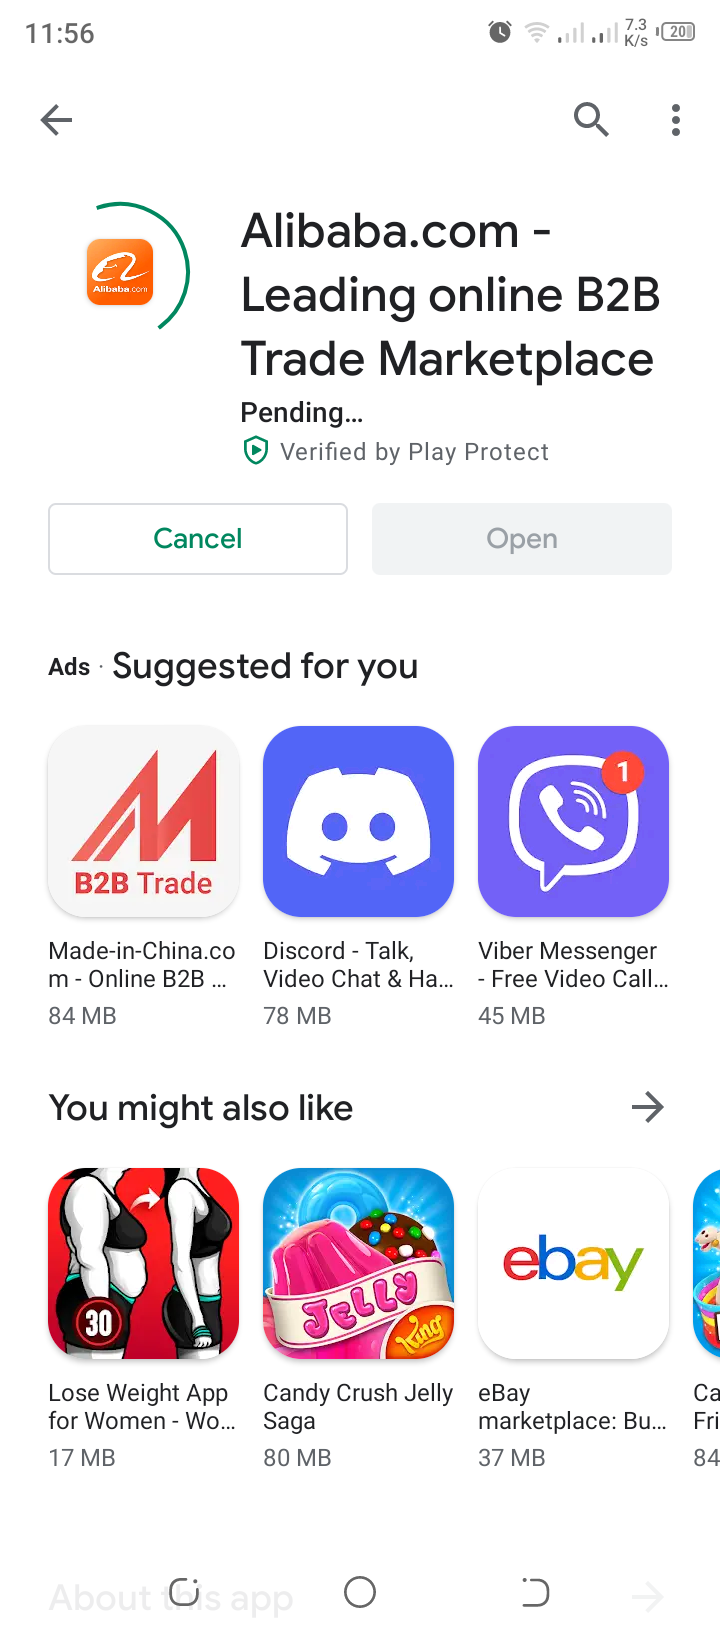 11:56
7.3
K/s
20
Alibaba.com
Alibaba.com -
Leading online B2B
Trade Marketplace
Pending...
Verified by Play Protect
Cancel
Open
Ads · Suggested for you
B2B Trade
1
Made-in-China.co
m - Online B2B ...
84 MB
Discord - Talk,
Video Chat & Ha...
78 MB
Viber Messenger
- Free Video Call...
45 MB
You might also like
30
JELLY
King
ebay
Lose Weight App
for Women - Wo...
17 MB
Candy Crush Jelly
Saga
80 MB
eBay
marketplace: Bu...
37 MB
Ca
Fri
84
About this app